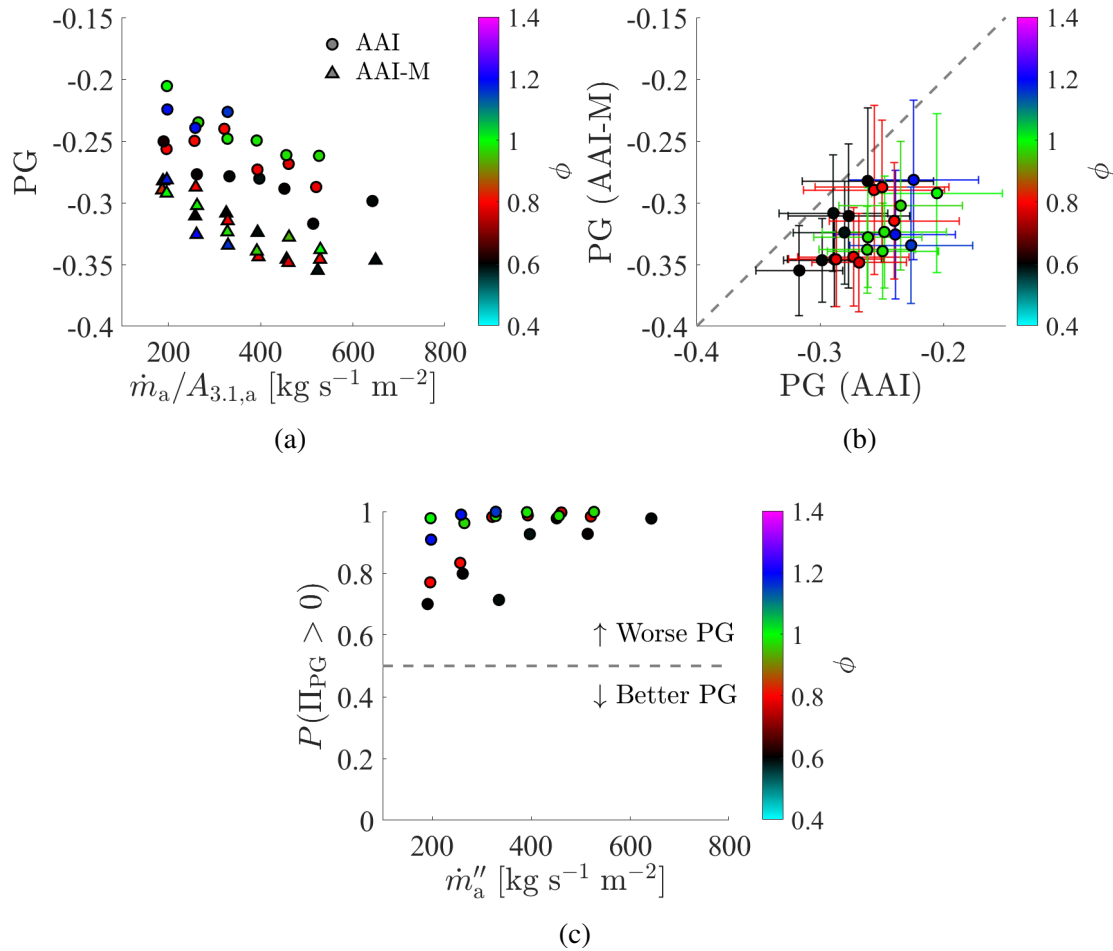 -0.15
-0.2
-0.25
-0.3
-0.35
-0.4
PG
200 400 600 800
ṁ_a/A_{3.1,a} [kg s⁻¹ m⁻²]
AAI
AAI-M
1.4
1.2
1
0.8
0.6
0.4
ϕ
(a)
-0.15
-0.2
-0.25
-0.3
-0.35
-0.4
PG (AAI-M)
-0.4 -0.3 -0.2
PG (AAI)
1.4
1.2
1
0.8
0.6
0.4
ϕ
(b)
1
0.8
0.6
0.4
0.2
0
P(Π_PG > 0)
↑ Worse PG
↓ Better PG
200 400 600 800
ṁ″_a [kg s⁻¹ m⁻²]
1.4
1.2
1
0.8
0.6
0.4
ϕ
(c)